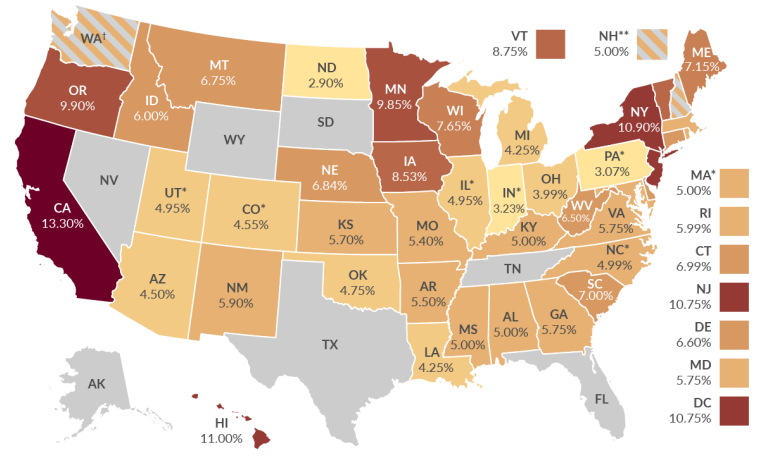 WA†
VT
8.75%
NH**
5.00%
MT
6.75%
ND
2.90%
MN
9.85%
ME
7.15%
OR
9.90%
ID
6.00%
WY
SD
WI
7.65%
MI
4.25%
NY
10.90%
NV
UT*
4.95%
CO*
4.55%
NE
6.84%
IA
8.53%
IL*
4.95%
IN*
3.23%
OH
3.99%
PA*
3.07%
CA
13.30%
KS
5.70%
MO
5.40%
KY
5.00%
WV
6.50%
VA
5.75%
AZ
4.50%
NM
5.90%
OK
4.75%
AR
5.50%
TN
NC*
4.99%
SC
7.00%
TX
LA
4.25%
MS
5.00%
AL
5.00%
GA
5.75%
FL
AK
HI
11.00%
MA*
5.00%
RI
5.99%
CT
6.99%
NJ
10.75%
DE
6.60%
MD
5.75%
DC
10.75%